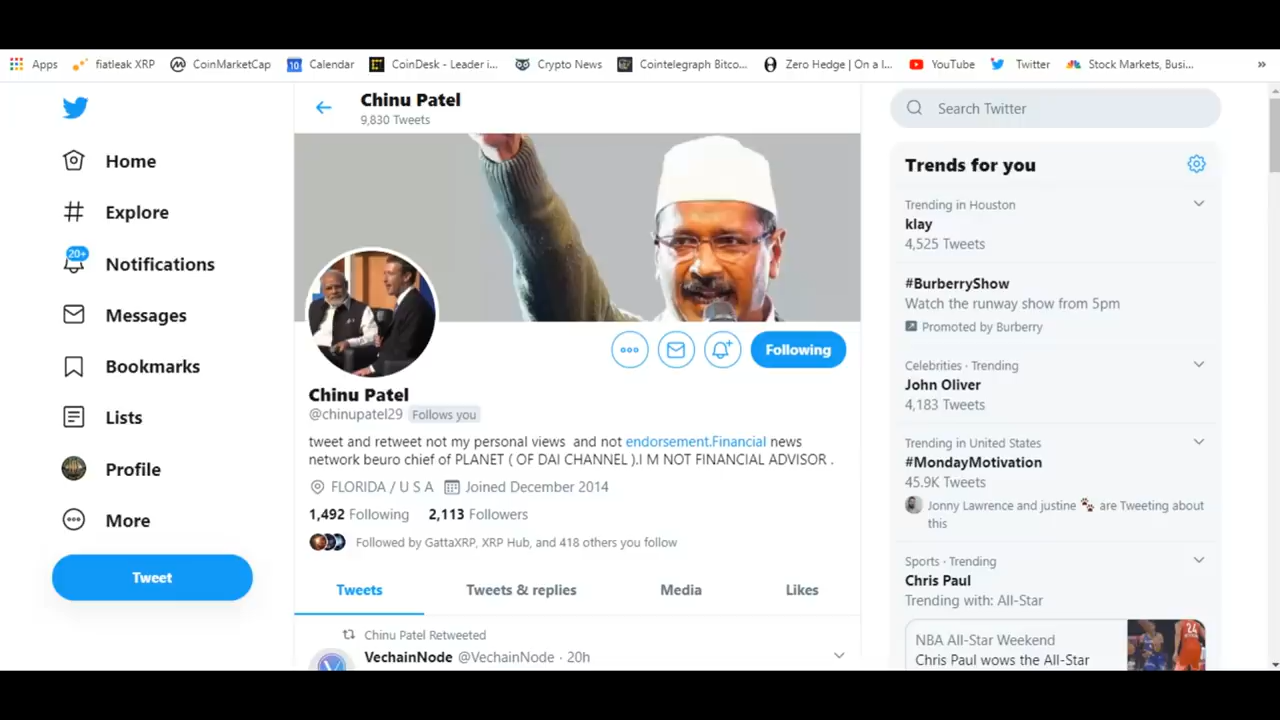 Apps fiatleak XRP CoinMarketCap Calendar CoinDesk - Leader i... Crypto News Cointelegraph Bitco... Zero Hedge | On a l... YouTube Twitter Stock Markets, Busi... »
Chinu Patel
9,830 Tweets
Home
Explore
20+
Notifications
Messages
Bookmarks
Lists
Profile
More
Tweet
Following
Chinu Patel
@chinupatel29 Follows you
tweet and retweet not my personal views and not endorsement.Financial news
network beuro chief of PLANET ( OF DAI CHANNEL ).I M NOT FINANCIAL ADVISOR .
FLORIDA / U S A Joined December 2014
1,492 Following 2,113 Followers
Followed by GattaXRP, XRP Hub, and 418 others you follow
Tweets Tweets & replies Media Likes
Chinu Patel Retweeted
VechainNode @VechainNode · 20h
Search Twitter
Trends for you
Trending in Houston
klay
4,525 Tweets
#BurberryShow
Watch the runway show from 5pm
Promoted by Burberry
Celebrities · Trending
John Oliver
4,183 Tweets
Trending in United States
#MondayMotivation
45.9K Tweets
Jonny Lawrence and justine 🐾 are Tweeting about
this
Sports · Trending
Chris Paul
Trending with: All-Star
NBA All-Star Weekend
Chris Paul wows the All-Star
24